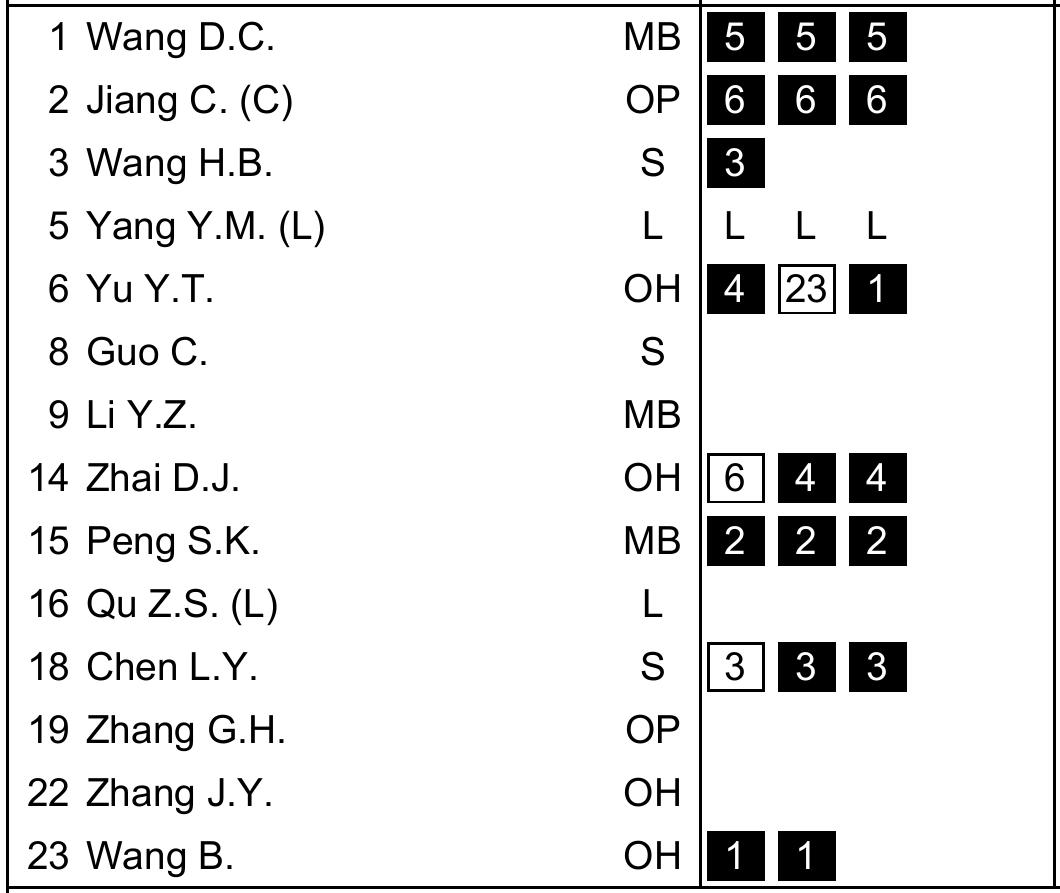 1 Wang D.C. MB 5 5 5
2 Jiang C. (C) OP 6 6 6
3 Wang H.B. S 3
5 Yang Y.M. (L) L L L L
6 Yu Y.T. OH 4 23 1
8 Guo C. S
9 Li Y.Z. MB
14 Zhai D.J. OH 6 4 4
15 Peng S.K. MB 2 2 2
16 Qu Z.S. (L) L
18 Chen L.Y. S 3 3 3
19 Zhang G.H. OP
22 Zhang J.Y. OH
23 Wang B. OH 1 1